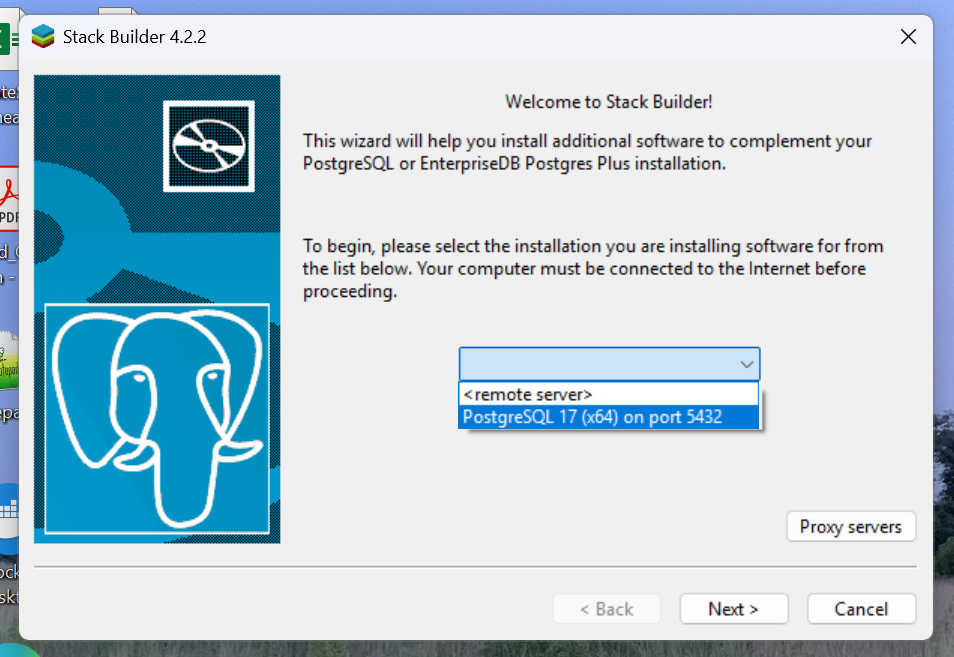 Stack Builder 4.2.2
Welcome to Stack Builder!
This wizard will help you install additional software to complement your
PostgreSQL or EnterpriseDB Postgres Plus installation.
To begin, please select the installation you are installing software for from
the list below. Your computer must be connected to the Internet before
proceeding.
<remote server>
PostgreSQL 17 (x64) on port 5432
Proxy servers
< Back
Next >
Cancel
PDF